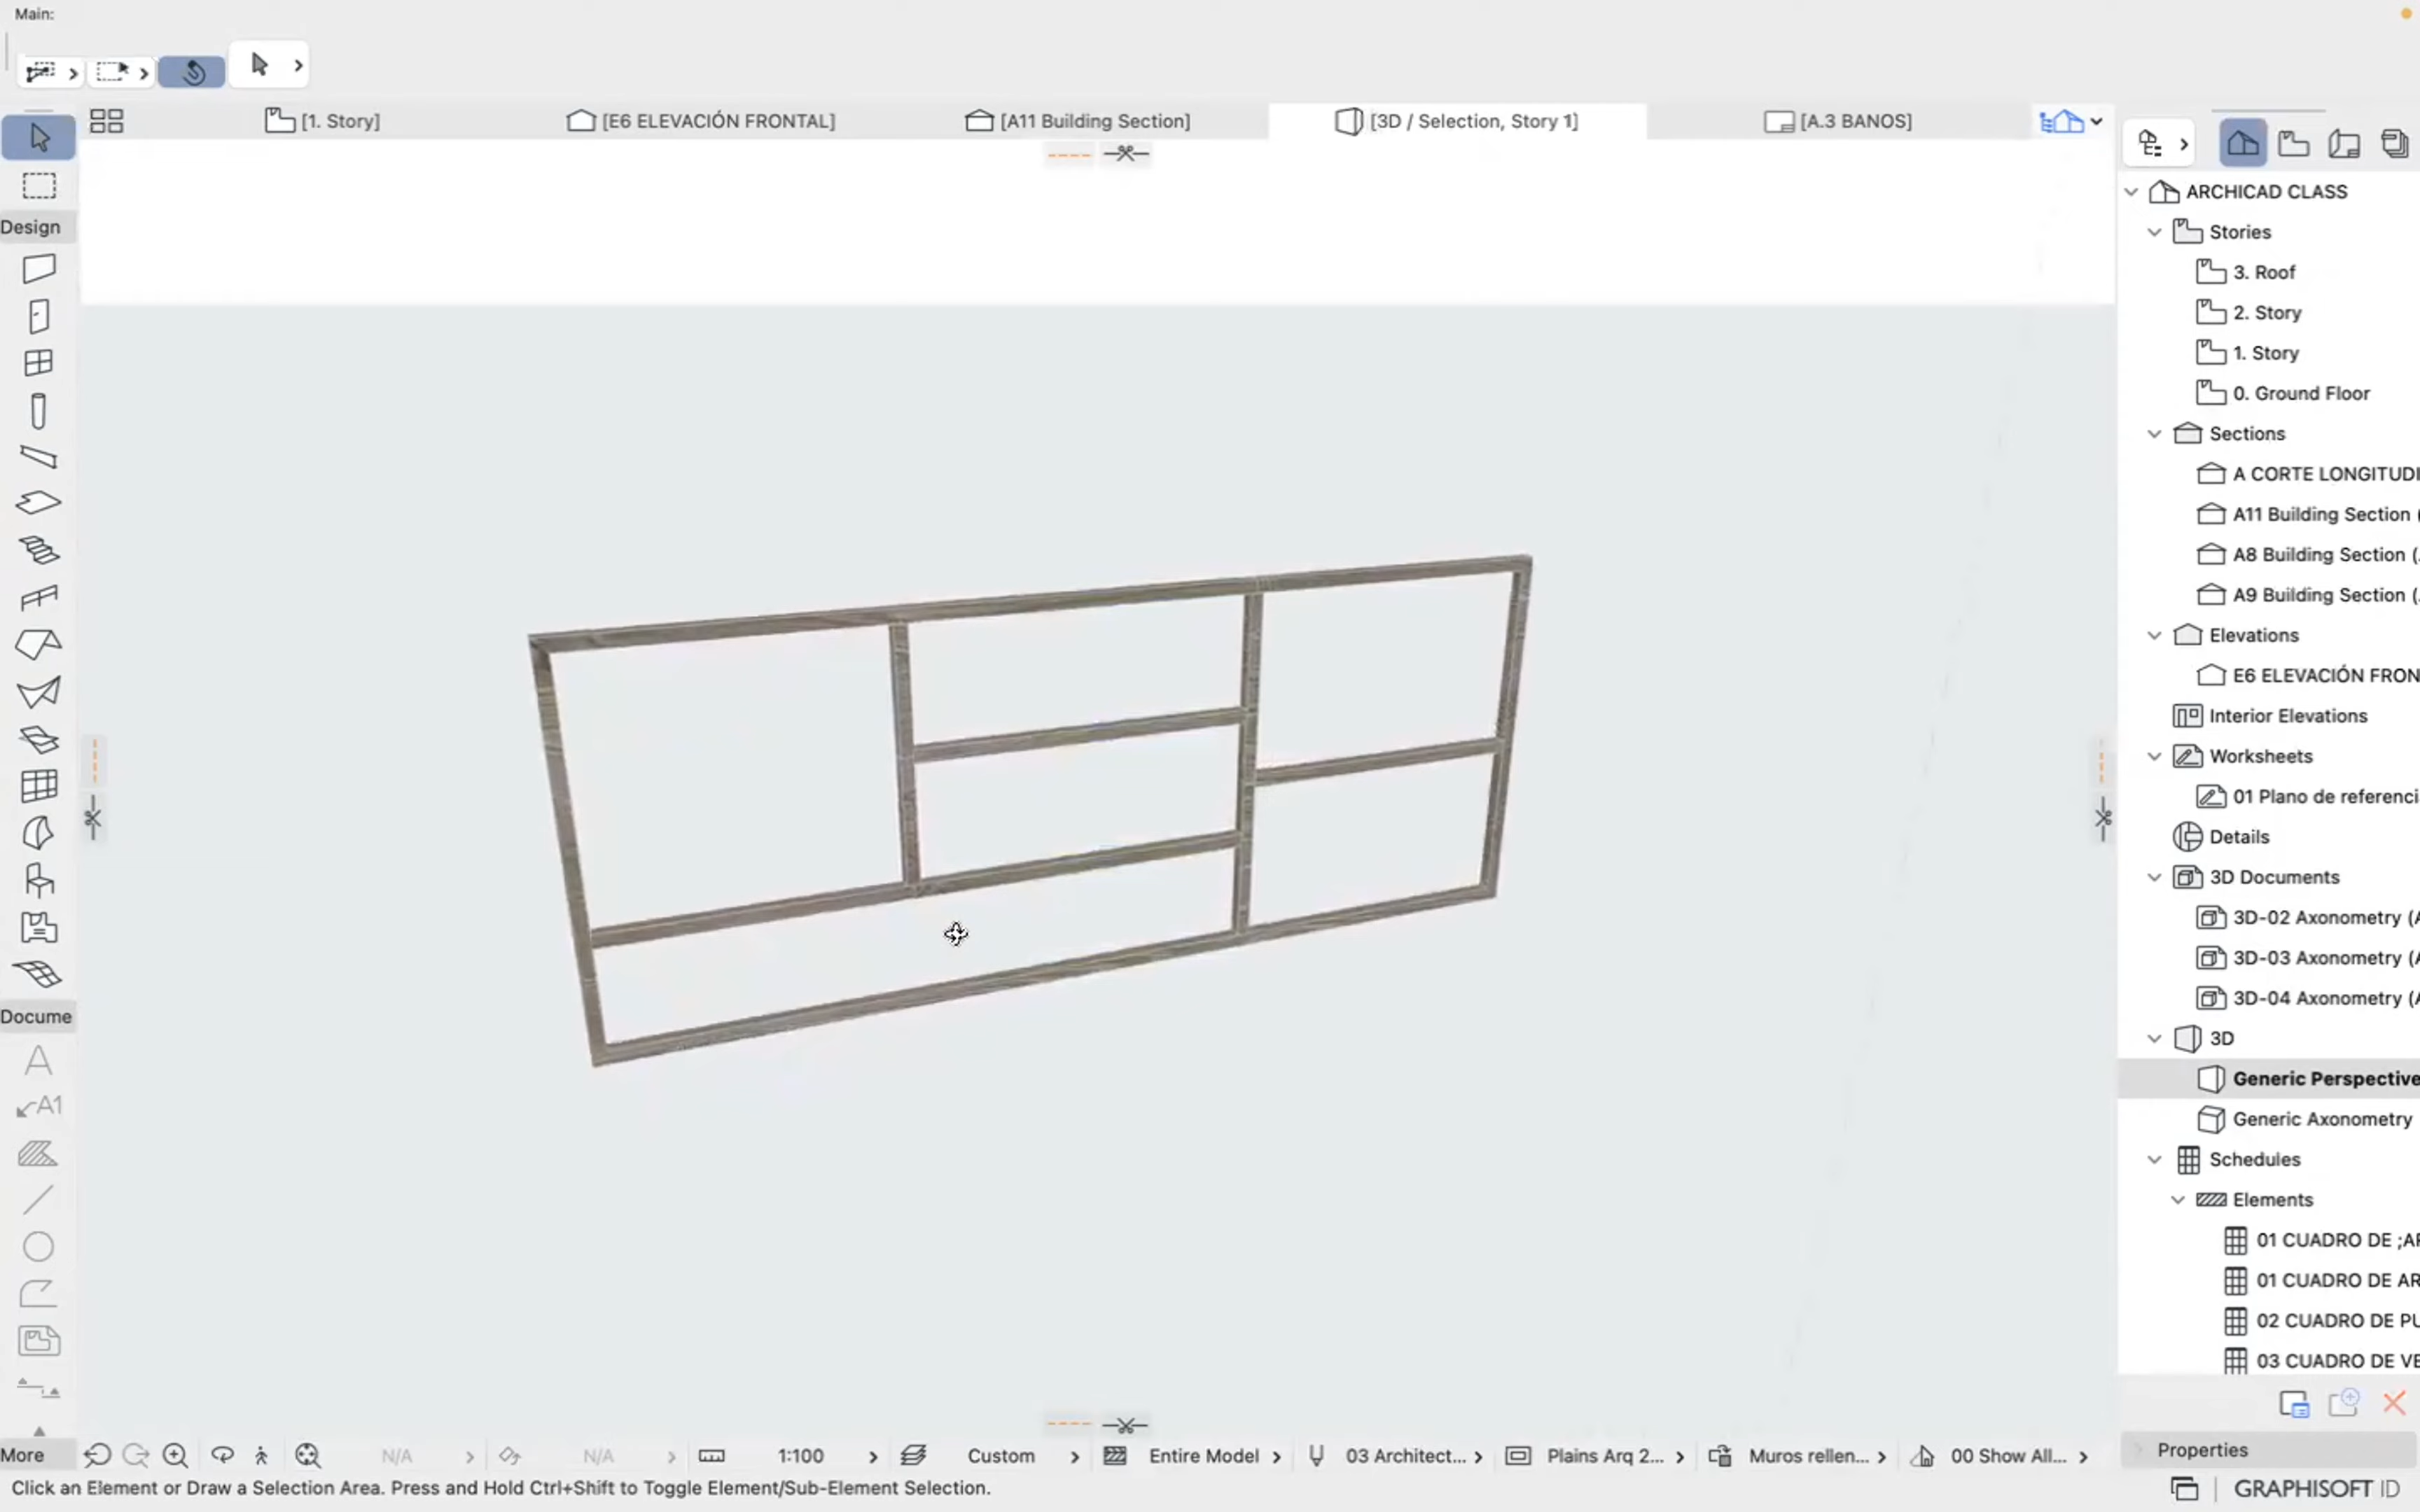 Main:
[1. Story]
[E6 ELEVACIÓN FRONTAL]
[A11 Building Section]
[3D / Selection, Story 1]
[A.3 BANOS]
Design
Docume
A
A1
More
ARCHICAD CLASS
Stories
3. Roof
2. Story
1. Story
0. Ground Floor
Sections
A CORTE LONGITUDI
A11 Building Section (
A8 Building Section (
A9 Building Section (
Elevations
E6 ELEVACIÓN FRON
Interior Elevations
Worksheets
01 Plano de referenci
Details
3D Documents
3D-02 Axonometry (A
3D-03 Axonometry (A
3D-04 Axonometry (A
3D
Generic Perspective
Generic Axonometry
Schedules
Elements
01 CUADRO DE ;AR
01 CUADRO DE AR
02 CUADRO DE PU
03 CUADRO DE VE
Properties
N/A
N/A
1:100
Custom
Entire Model
03 Architect...
Plains Arq 2...
Muros rellen...
00 Show All...
Click an Element or Draw a Selection Area. Press and Hold Ctrl+Shift to Toggle Element/Sub-Element Selection.
GRAPHISOFT ID